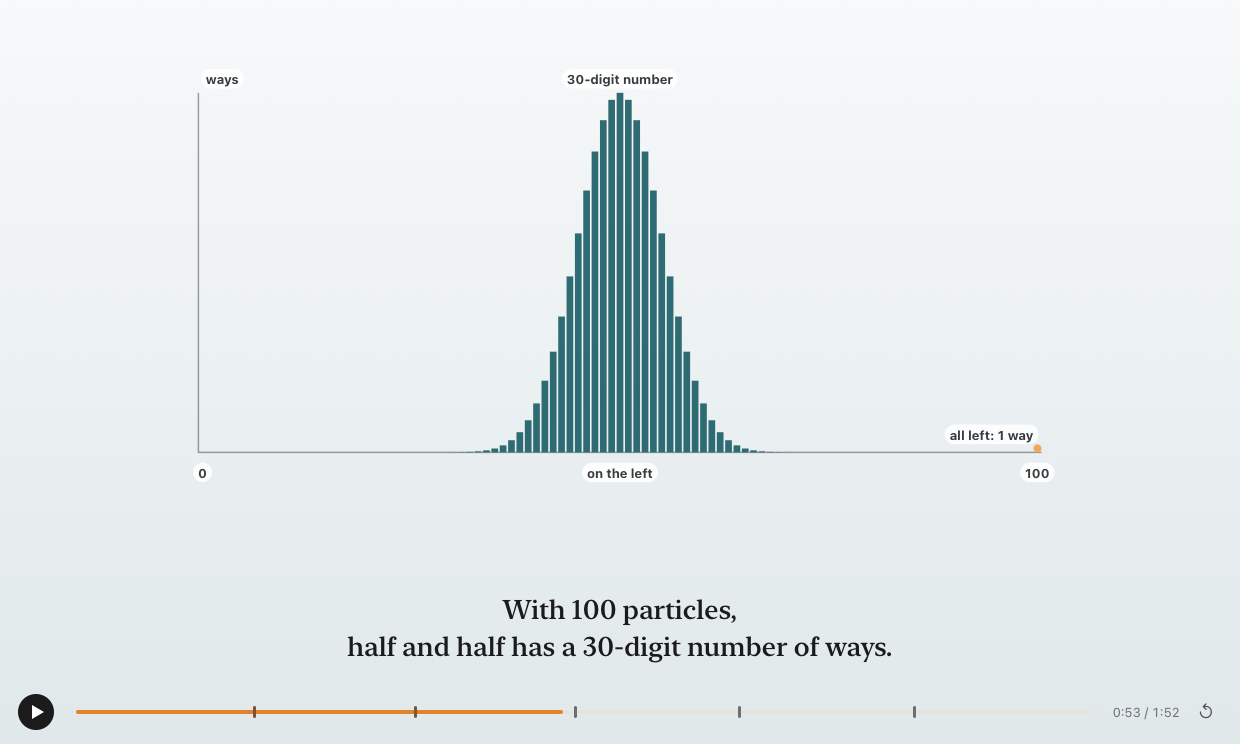 ways
30-digit number
all left: 1 way
0
on the left
100
With 100 particles,
half and half has a 30-digit number of ways.
0:53 / 1:52